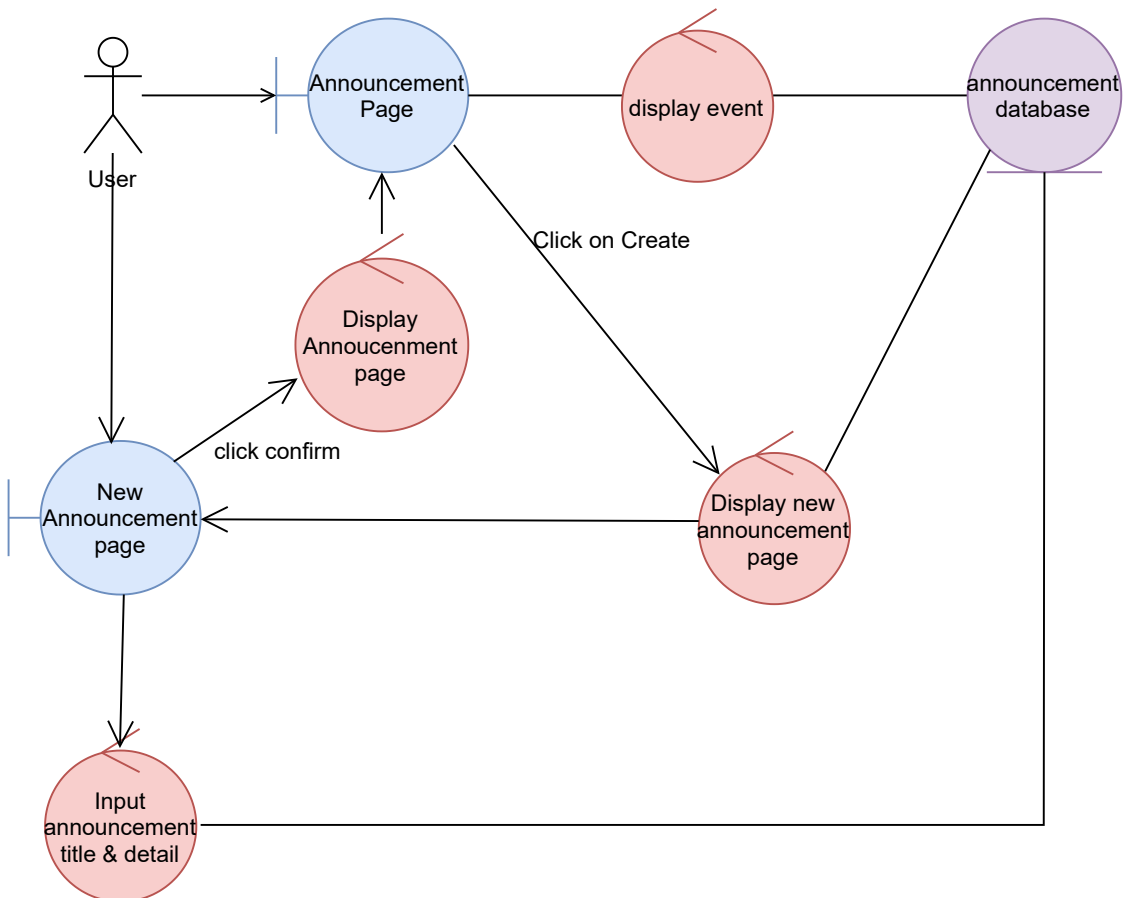 Announcement
Page
display event
announcement
database
User
Click on Create
Display
Annoucenment
page
click confirm
New
Announcement
page
Display new
announcement
page
Input
announcement
title & detail